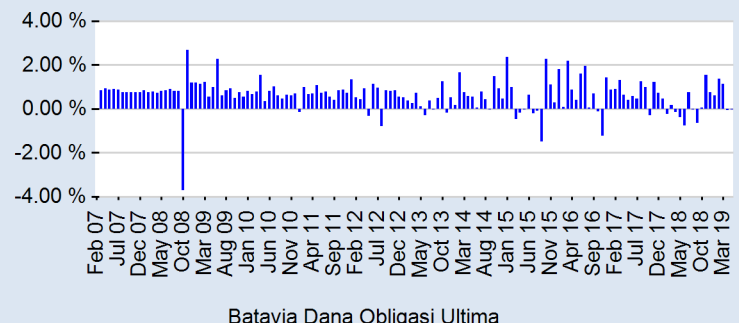 4.00 %
2.00 %
0.00 %
-2.00 %
-4.00 %
Feb 07
Jul 07
Dec 07
May 08
Oct 08
Mar 09
Aug 09
Jan 10
Jun 10
Nov 10
Apr 11
Sep 11
Feb 12
Jul 12
Dec 12
May 13
Oct 13
Mar 14
Aug 14
Jan 15
Jun 15
Nov 15
Apr 16
Sep 16
Feb 17
Jul 17
Dec 17
May 18
Oct 18
Mar 19
Batavia Dana Obligasi Ultima